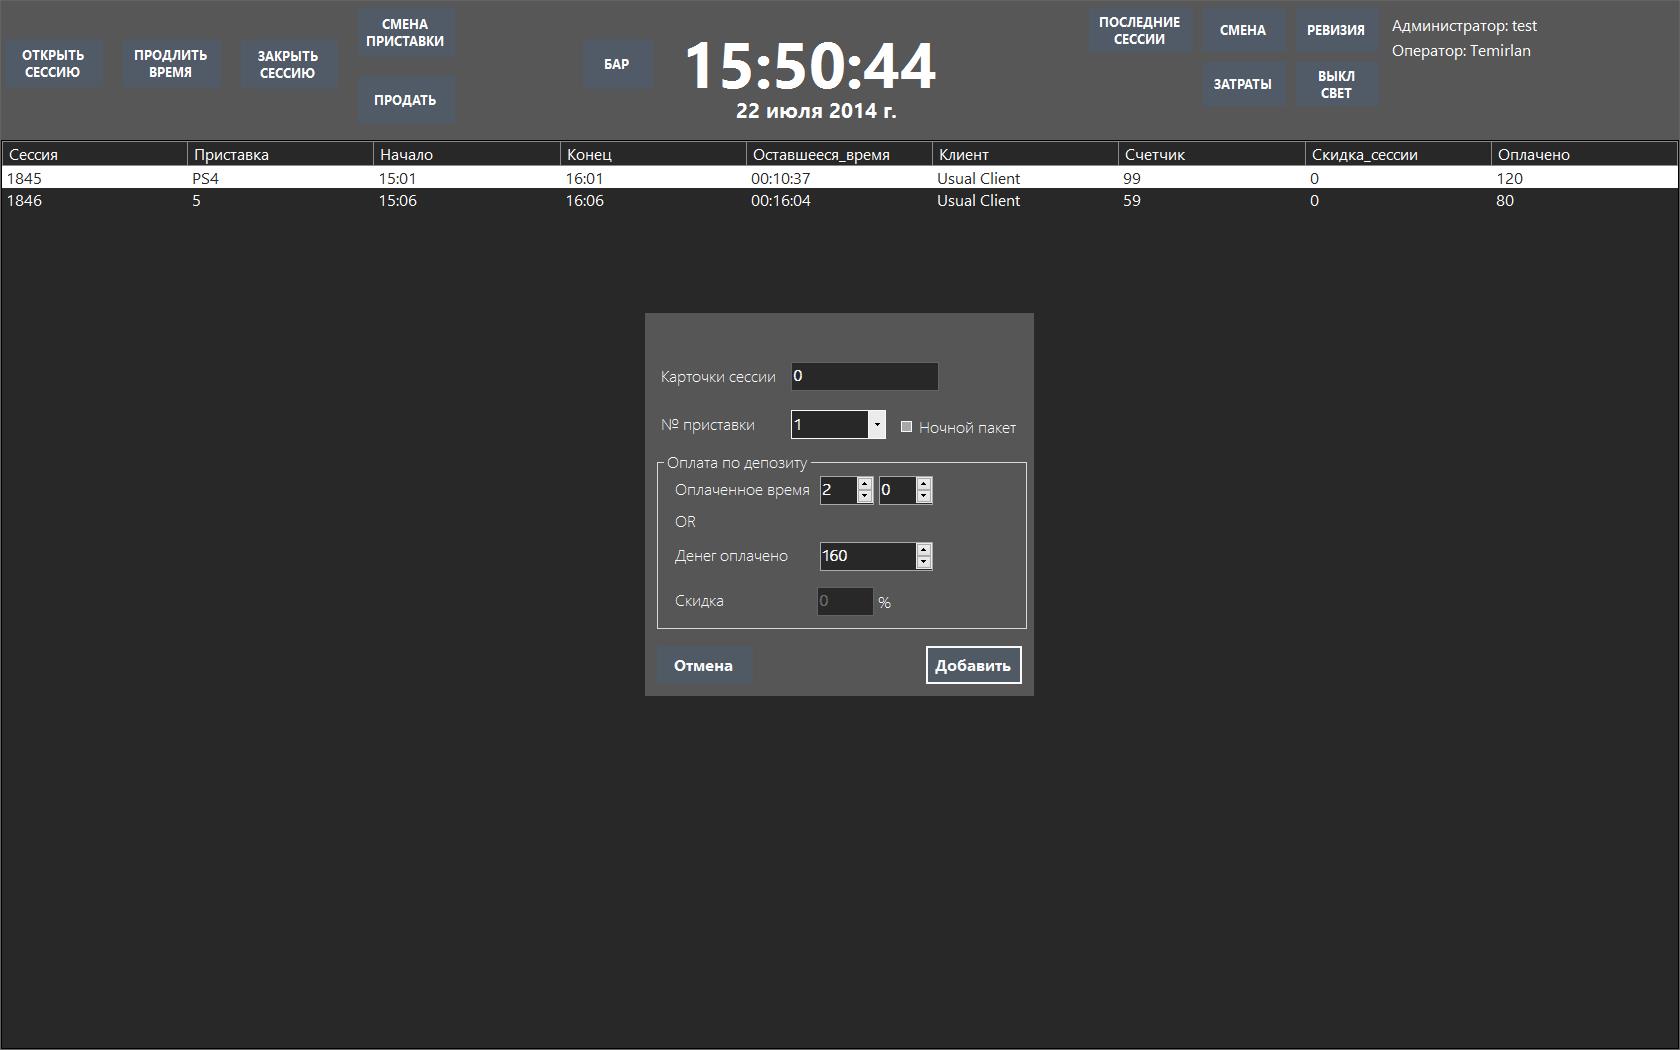 ОТКРЫТЬ
СЕССИЮ
ПРОДЛИТЬ
ВРЕМЯ
ЗАКРЫТЬ
СЕССИЮ
СМЕНА
ПРИСТАВКИ
ПРОДАТЬ
БАР
15:50:44
22 июля 2014 г.
ПОСЛЕДНИЕ
СЕССИИ
СМЕНА
РЕВИЗИЯ
ЗАТРАТЫ
ВЫКЛ
СВЕТ
Администратор: test
Оператор: Temirlan
Сессия Приставка Начало Конец Оставшееся_время Клиент Счетчик Скидка_сессии Оплачено
1845 PS4 15:01 16:01 00:10:37 Usual Client 99 0 120
1846 5 15:06 16:06 00:16:04 Usual Client 59 0 80
Карточки сессии 0
№ приставки 1 Ночной пакет
Оплата по депозиту
Оплаченное время 2 0
OR
Денег оплачено 160
Скидка 0 %
Отмена Добавить